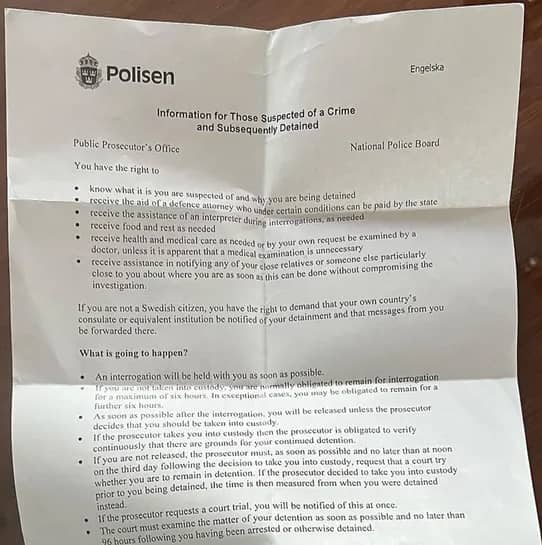 Polisen
Engelska
Information for Those Suspected of a Crime
and Subsequently Detained
Public Prosecutor's Office
National Police Board
You have the right to
• know what it is you are suspected of and why you are being detained
• receive the aid of a defence attorney who under certain conditions can be paid by the state
• receive the assistance of an interpreter during interrogations, as needed
• receive food and rest as needed
• receive health and medical care as needed or by your own request be examined by a
doctor, unless it is apparent that a medical examination is unnecessary
• receive assistance in notifying any of your close relatives or someone else particularly
close to you about where you are as soon as this can be done without compromising the
investigation.
If you are not a Swedish citizen, you have the right to demand that your own country's
consulate or equivalent institution be notified of your detainment and that messages from you
be forwarded there.
What is going to happen?
• An interrogation will be held with you as soon as possible.
• If you are not taken into custody, you are normally obligated to remain for interrogation
for a maximum of six hours. In exceptional cases, you may be obligated to remain for a
further six hours.
• As soon as possible after the interrogation, you will be released unless the prosecutor
decides that you should be taken into custody.
• If the prosecutor takes you into custody then the prosecutor is obligated to verify
continuously that there are grounds for your continued detention.
• If you are not released, the prosecutor must, as soon as possible and no later than at noon
on the third day following the decision to take you into custody, request that a court try
whether you are to remain in detention. If the prosecutor decided to take you into custody
prior to you being detained, the time is then measured from when you were detained
instead.
• If the prosecutor requests a court trial, you will be notified of this at once.
• The court must examine the matter of your detention as soon as possible and no later than
96 hours following you having been arrested or otherwise detained.